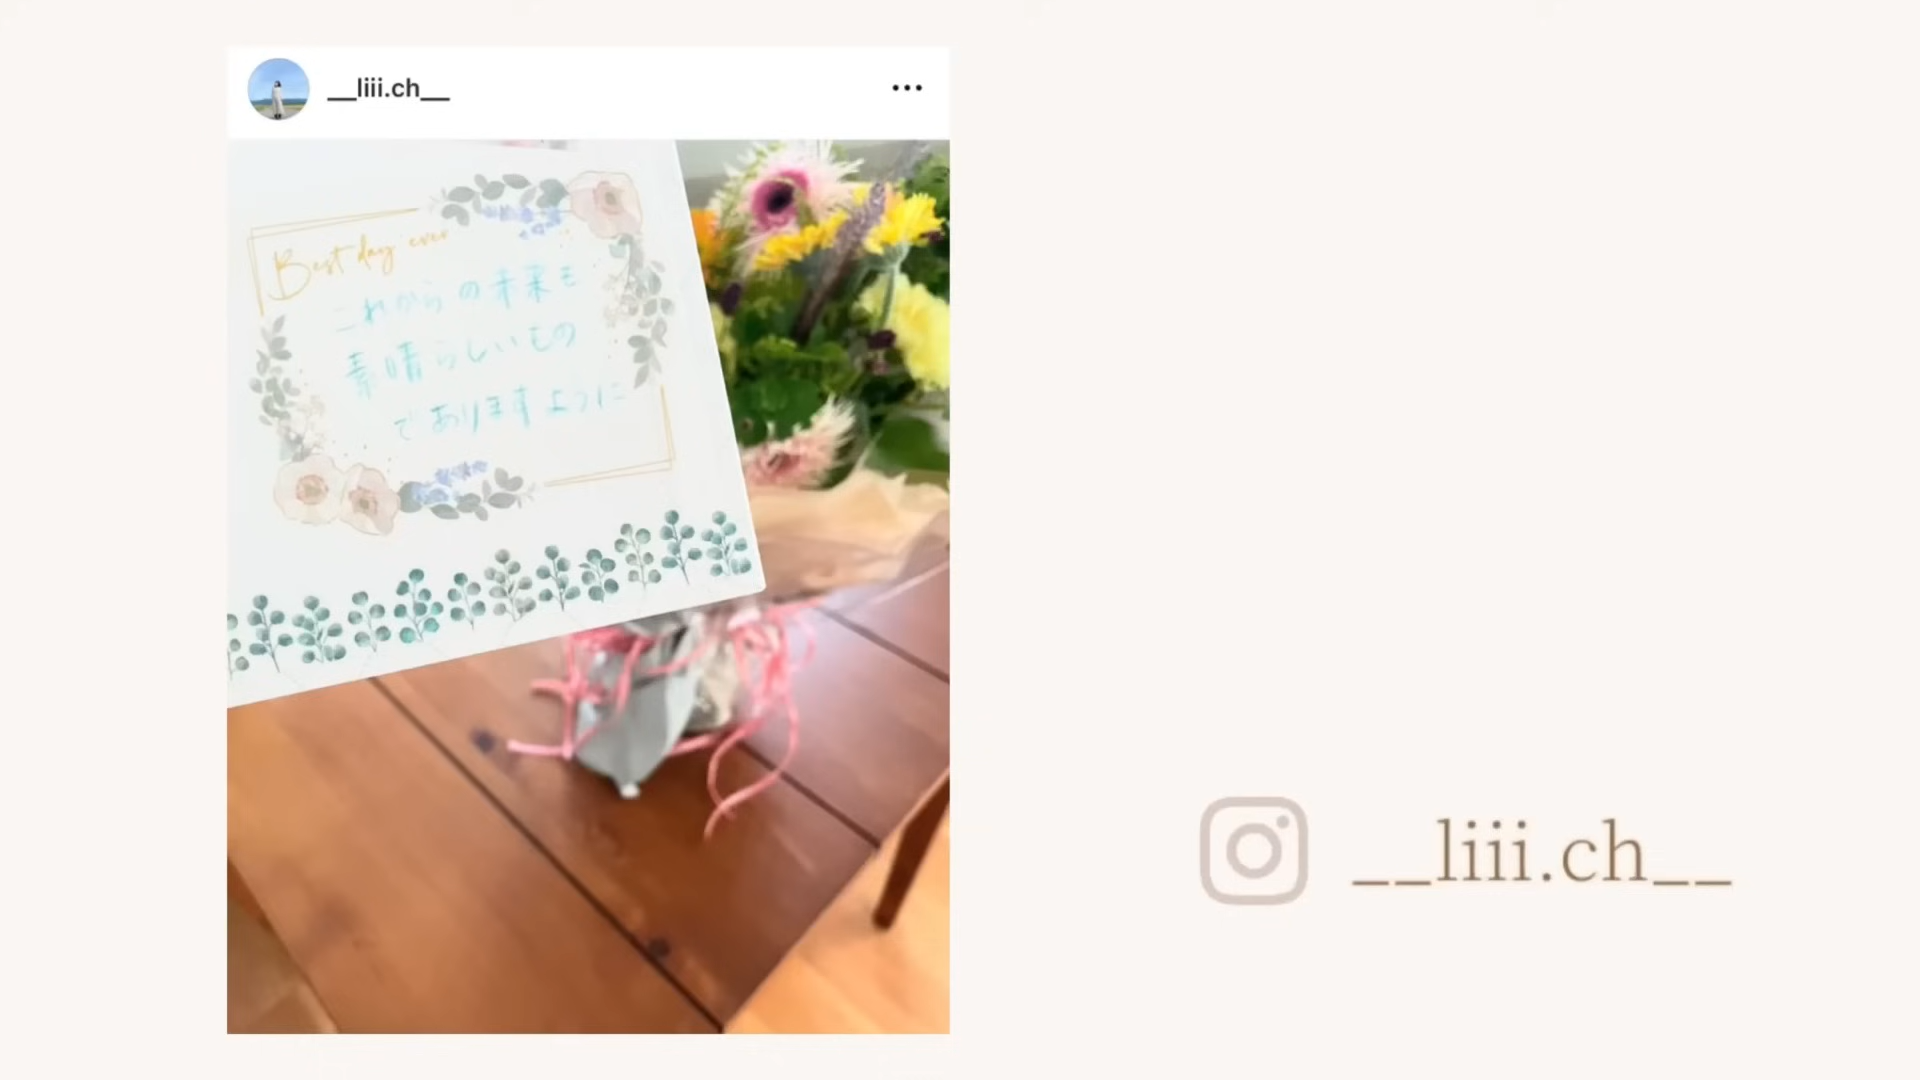 __liii.ch__
Best day ever
これからの未来も
素晴らしいもの
でありますように
__liii.ch__